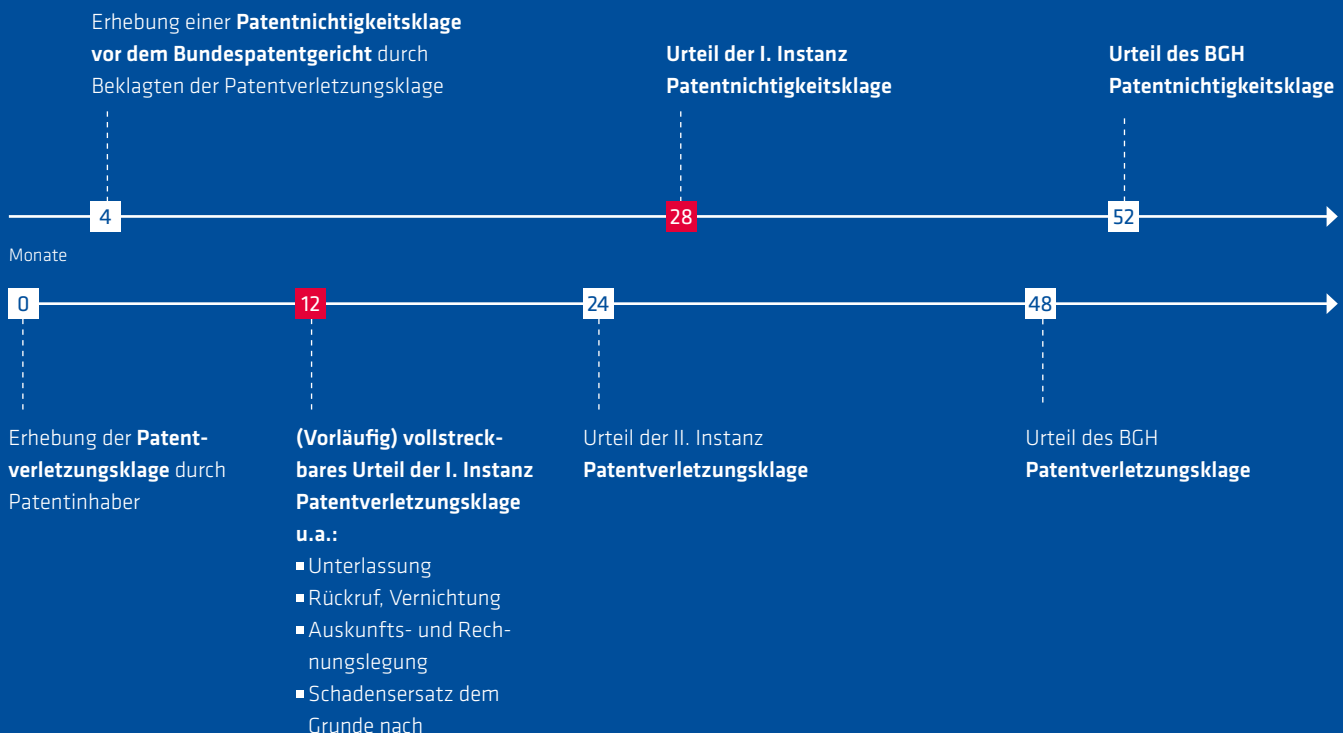 Erhebung einer Patentnichtigkeitsklage
vor dem Bundespatentgericht durch
Beklagten der Patentverletzungsklage
Urteil der I. Instanz
Patentnichtigkeitsklage
Urteil des BGH
Patentnichtigkeitsklage
4
28
52
Monate
0
12
24
48
Erhebung der Patent-
verletzungsklage durch
Patentinhaber
(Vorläufig) vollstreck-
bares Urteil der I. Instanz
Patentverletzungsklage
u.a.:
▪ Unterlassung
▪ Rückruf, Vernichtung
▪ Auskunfts- und Rech-
nungslegung
▪ Schadensersatz dem
Grunde nach
Urteil der II. Instanz
Patentverletzungsklage
Urteil des BGH
Patentverletzungsklage